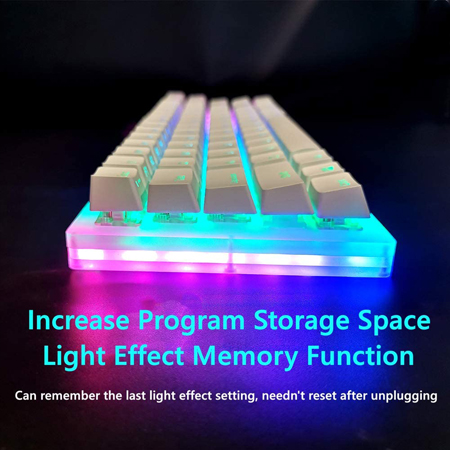 Increase Program Storage Space
Light Effect Memory Function
Can remember the last light effect setting, needn't reset after unplugging